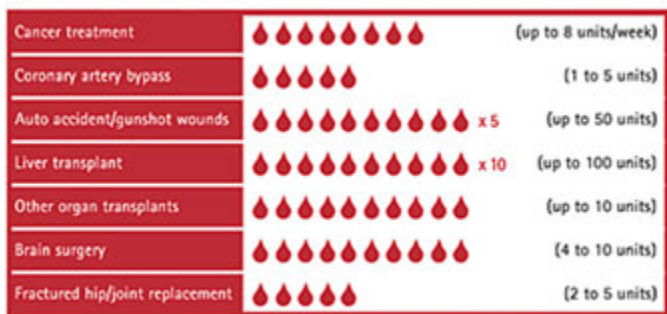 Cancer treatment (up to 8 units/week)
Coronary artery bypass (1 to 5 units)
Auto accident/gunshot wounds x 5 (up to 50 units)
Liver transplant x 10 (up to 100 units)
Other organ transplants (up to 10 units)
Brain surgery (4 to 10 units)
Fractured hip/joint replacement (2 to 5 units)